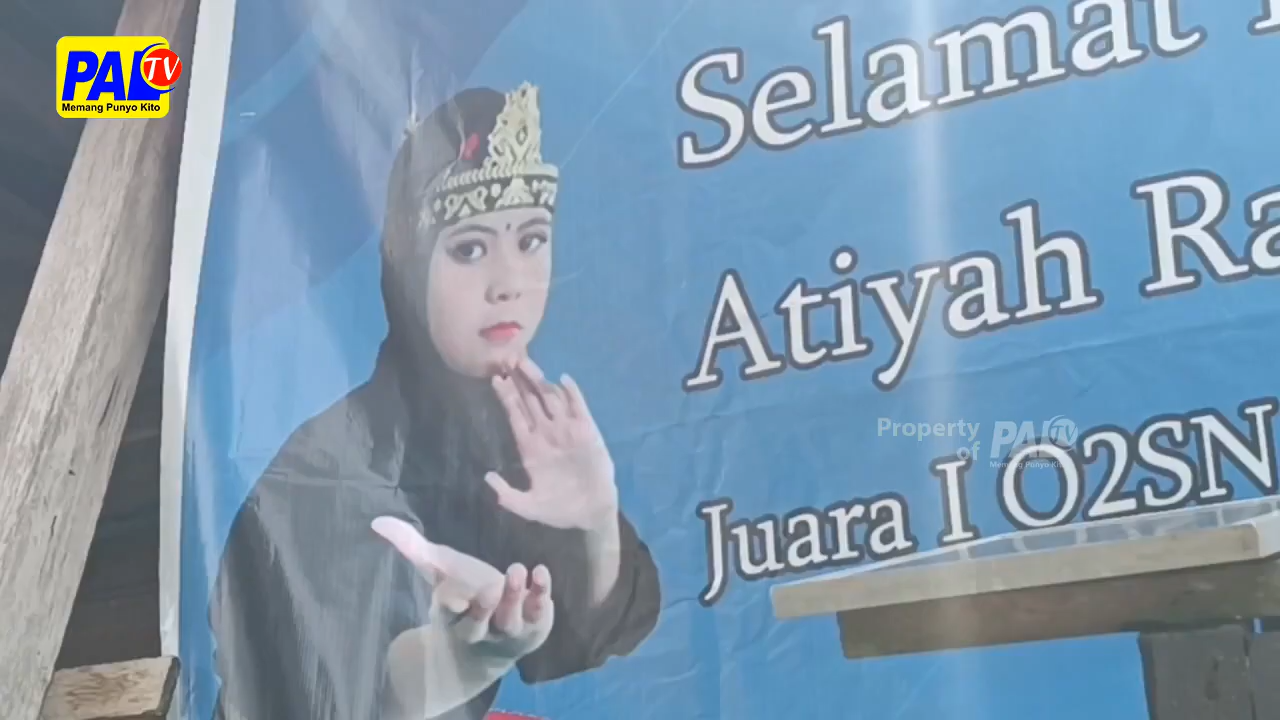 PAL TV
Memang Punyo Kito
Selamat
Atiyah Ra
Juara I O2SN
Property
of PAL TV
Memang Punyo Kito